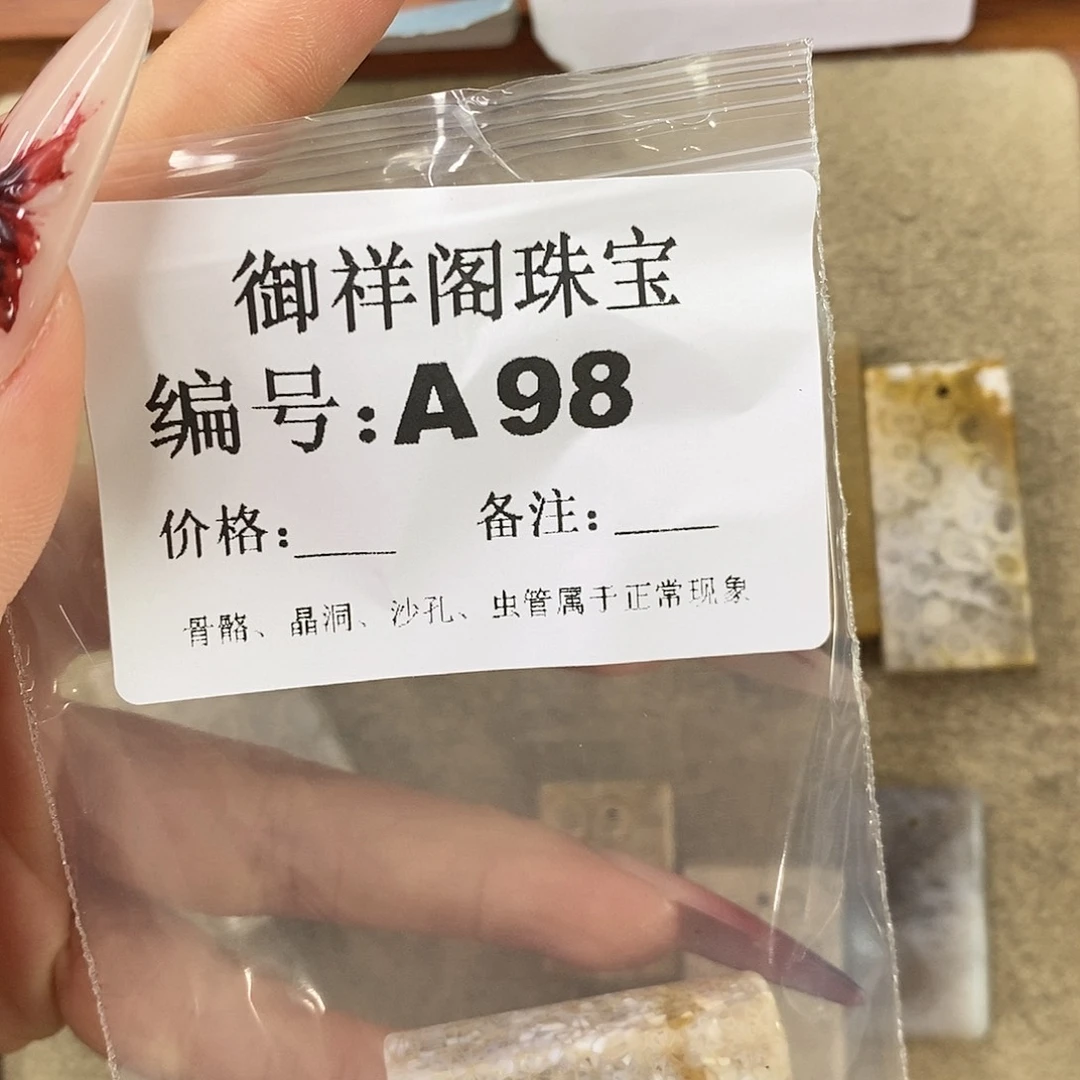 御祥阁珠宝
编号:A98
价格:____ 备注:____
骨骼、晶洞、沙孔、虫管属于正常现象